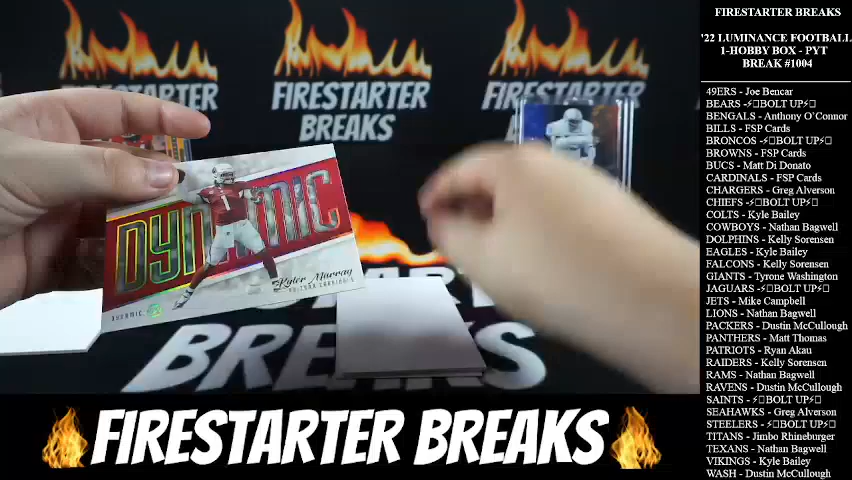 FIRESTARTER
BREAKS
FIRESTARTER
BREAKS
FIRESTARTER
BREAKS
DYNAMIC
1
Kyler Murray
ARIZONA CARDINALS
DYNAMIC
BREAKS
FIRESTARTER BREAKS
FIRESTARTER BREAKS
'22 LUMINANCE FOOTBALL
1-HOBBY BOX - PYT
BREAK #1004
49ERS - Joe Bencar
BEARS -⚡□BOLT UP⚡□
BENGALS - Anthony O'Connor
BILLS - FSP Cards
BRONCOS -⚡□BOLT UP⚡□
BROWNS - FSP Cards
BUCS - Matt Di Donato
CARDINALS - FSP Cards
CHARGERS - Greg Alverson
CHIEFS -⚡□BOLT UP⚡□
COLTS - Kyle Bailey
COWBOYS - Nathan Bagwell
DOLPHINS - Kelly Sorensen
EAGLES - Kyle Bailey
FALCONS - Kelly Sorensen
GIANTS - Tyrone Washington
JAGUARS -⚡□BOLT UP⚡□
JETS - Mike Campbell
LIONS - Nathan Bagwell
PACKERS - Dustin McCullough
PANTHERS - Matt Thomas
PATRIOTS - Ryan Akau
RAIDERS - Kelly Sorensen
RAMS - Nathan Bagwell
RAVENS - Dustin McCullough
SAINTS -⚡□BOLT UP⚡□
SEAHAWKS - Greg Alverson
STEELERS -⚡□BOLT UP⚡□
TITANS - Jimbo Rhineburger
TEXANS - Nathan Bagwell
VIKINGS - Kyle Bailey
WASH - Dustin McCullough